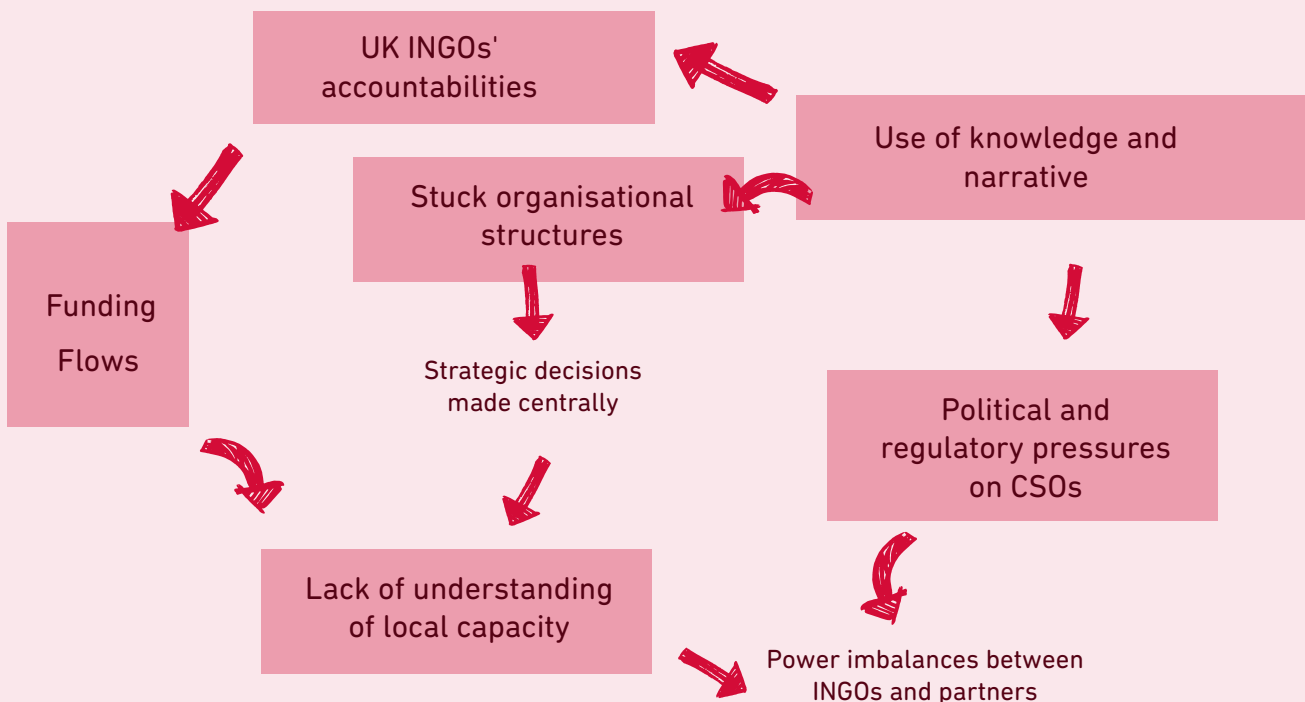 UK INGOs'
accountabilities
Use of knowledge and
narrative
Stuck organisational
structures
Funding
Flows
Strategic decisions
made centrally
Political and
regulatory pressures
on CSOs
Lack of understanding
of local capacity
Power imbalances between
INGOs and partners